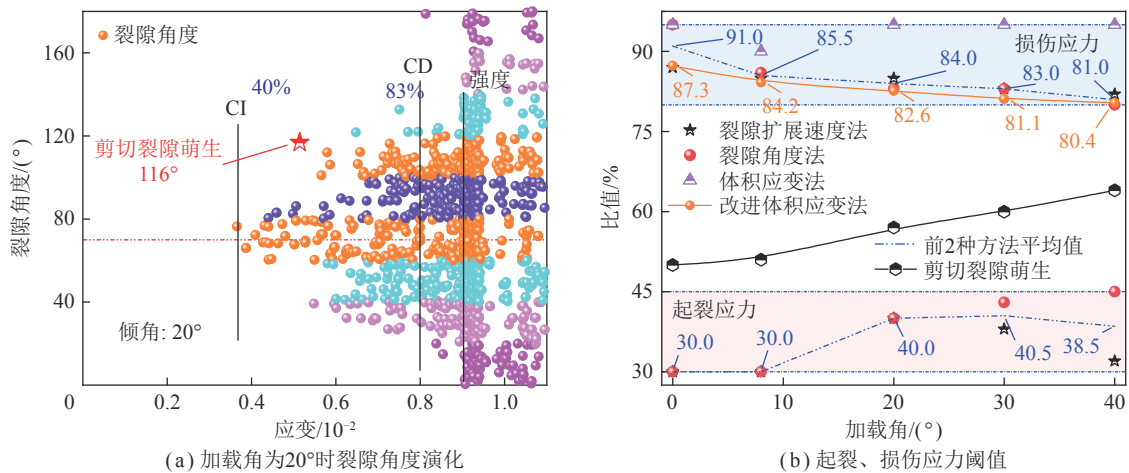 180
160
120
80
40
0
裂隙角度/(°)
裂隙角度
40%
CI
CD
83%
强度
剪切裂隙萌生
116°
倾角: 20°
0
0.2
0.4
0.6
0.8
1.0
应变/10⁻²
(a) 加载角为20°时裂隙角度演化
90
75
60
45
30
比值/%
91.0
85.5
84.0
83.0
81.0
损伤应力
87.3
84.2
82.6
81.1
80.4
裂隙扩展速度法
裂隙角度法
体积应变法
改进体积应变法
前2种方法平均值
剪切裂隙萌生
起裂应力
30.0
30.0
40.0
40.5
38.5
0
10
20
30
40
加载角/(°)
(b) 起裂、损伤应力阈值